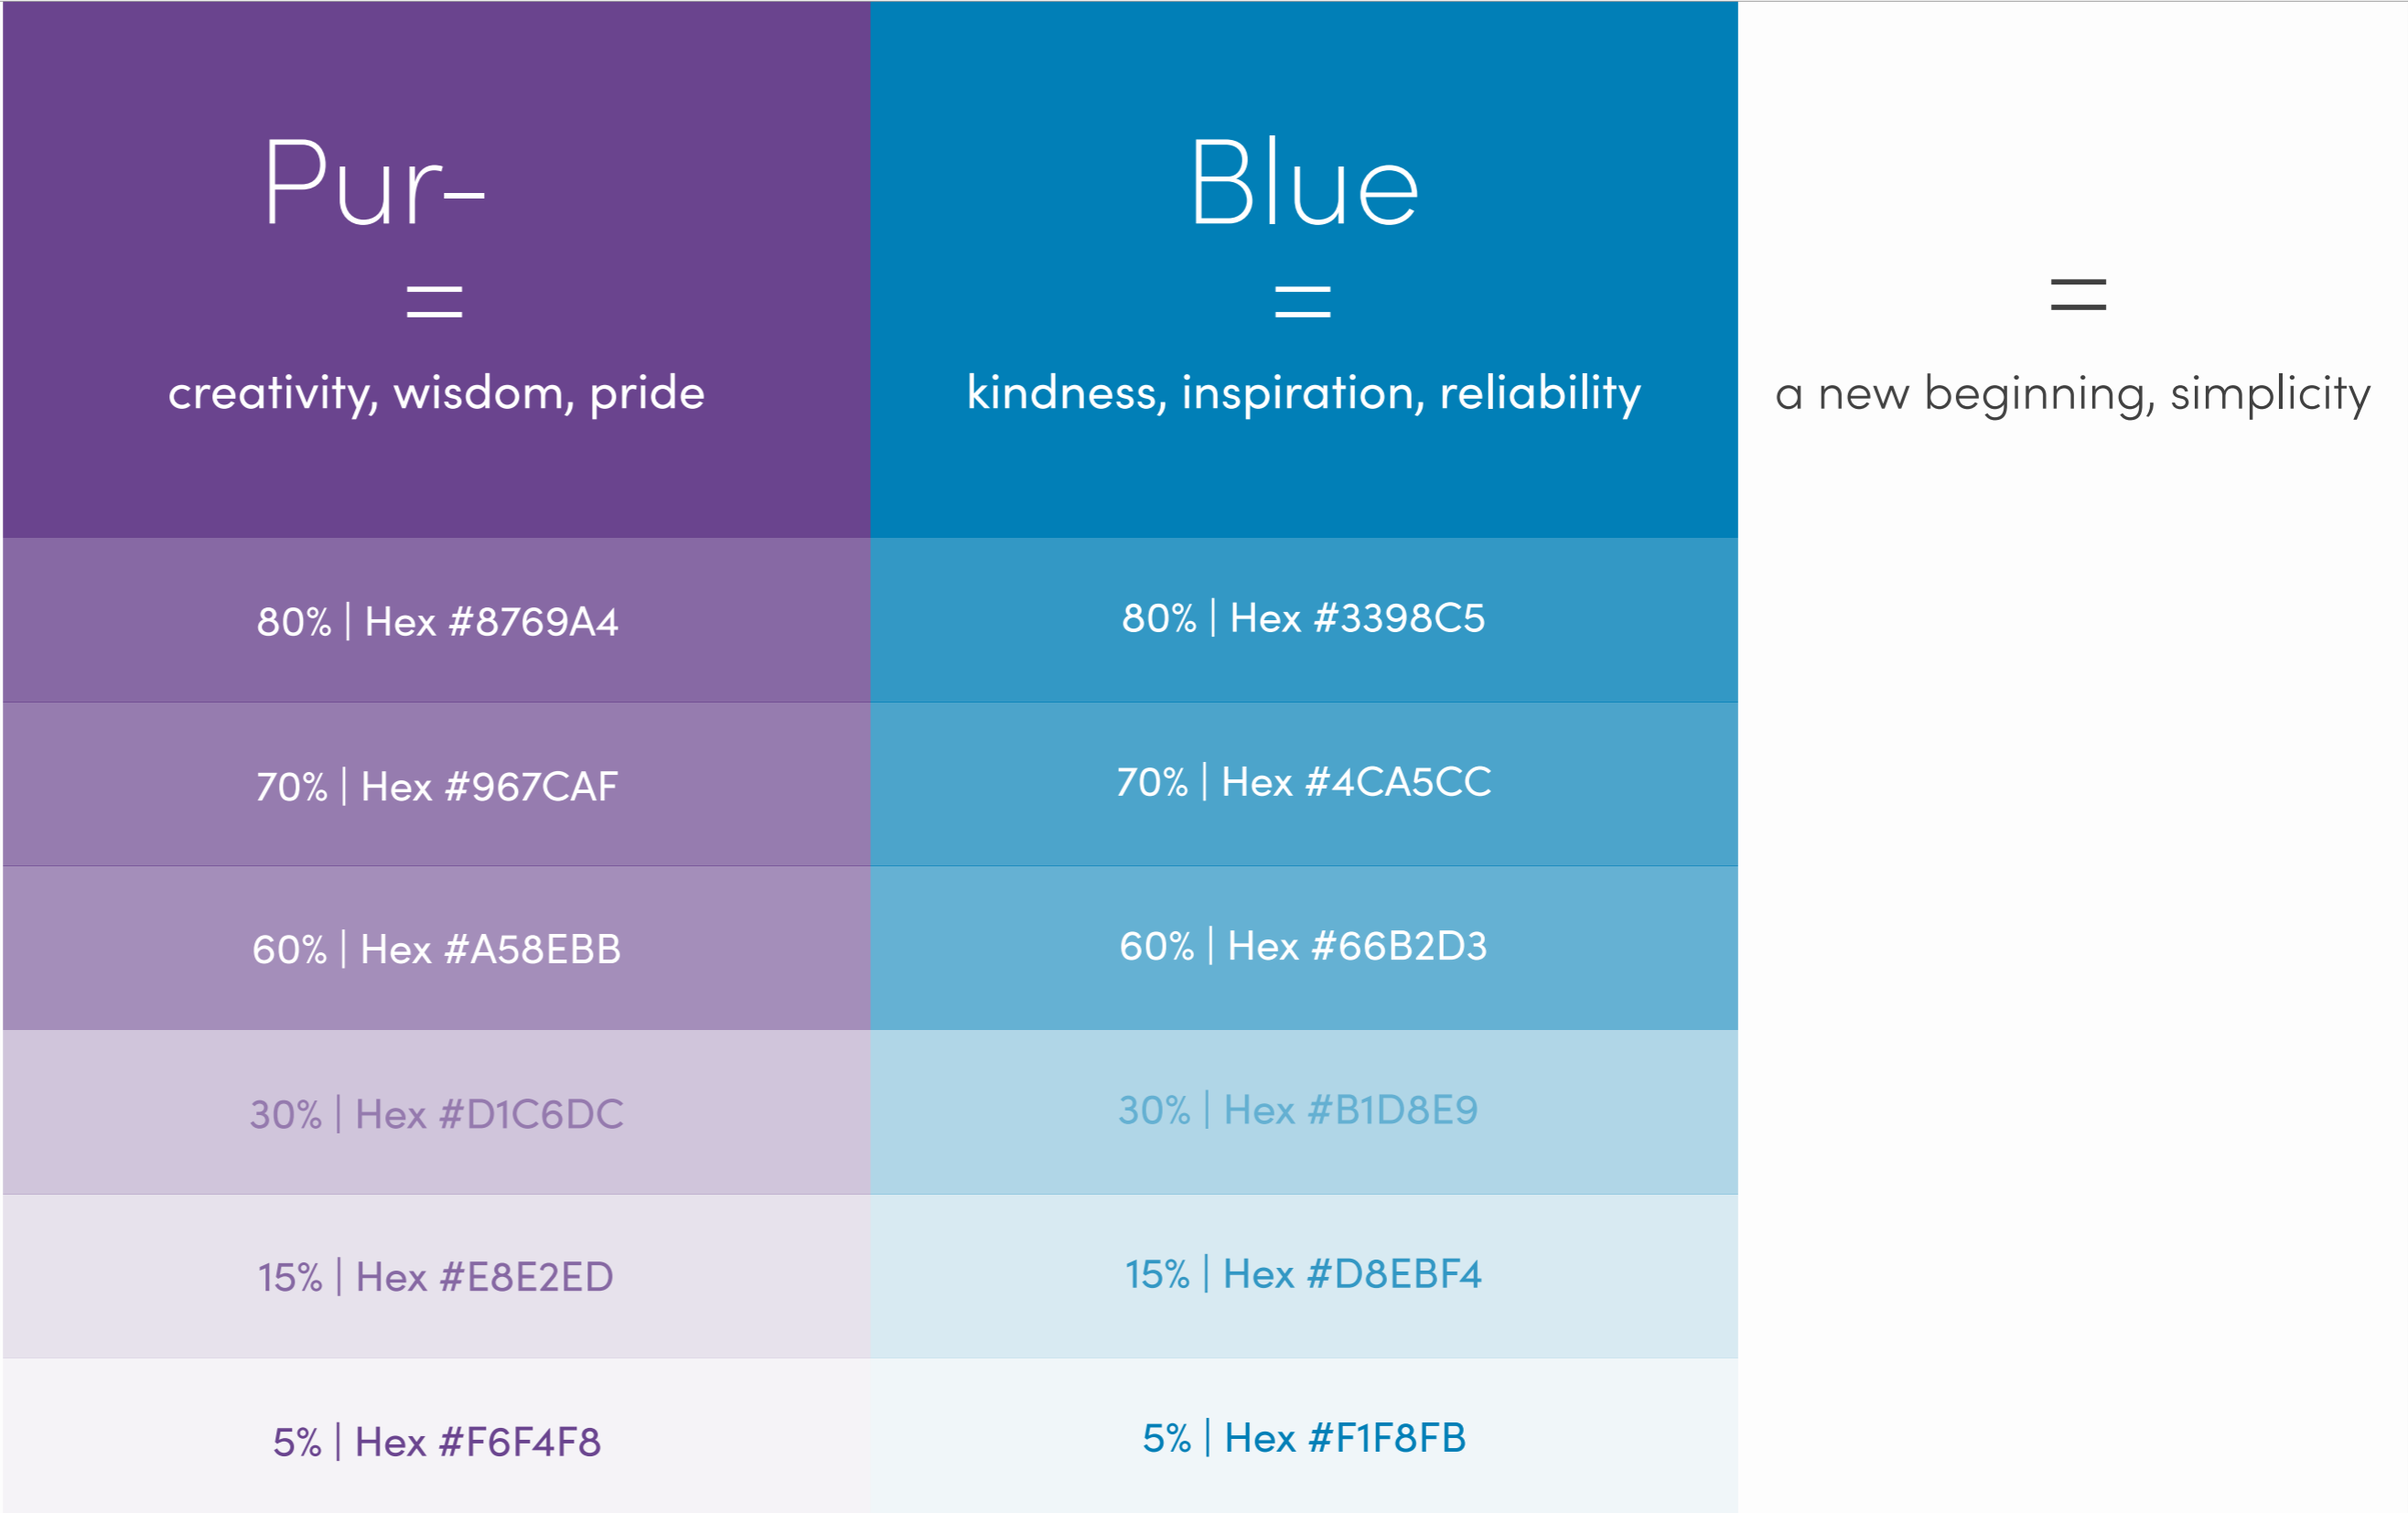 Pur-
=
creativity, wisdom, pride
80% | Hex #8769A4
70% | Hex #967CAF
60% | Hex #A58EBB
30% | Hex #D1C6DC
15% | Hex #E8E2ED
5% | Hex #F6F4F8
Blue
=
kindness, inspiration, reliability
80% | Hex #3398C5
70% | Hex #4CA5CC
60% | Hex #66B2D3
30% | Hex #B1D8E9
15% | Hex #D8EBF4
5% | Hex #F1F8FB
=
a new beginning, simplicity